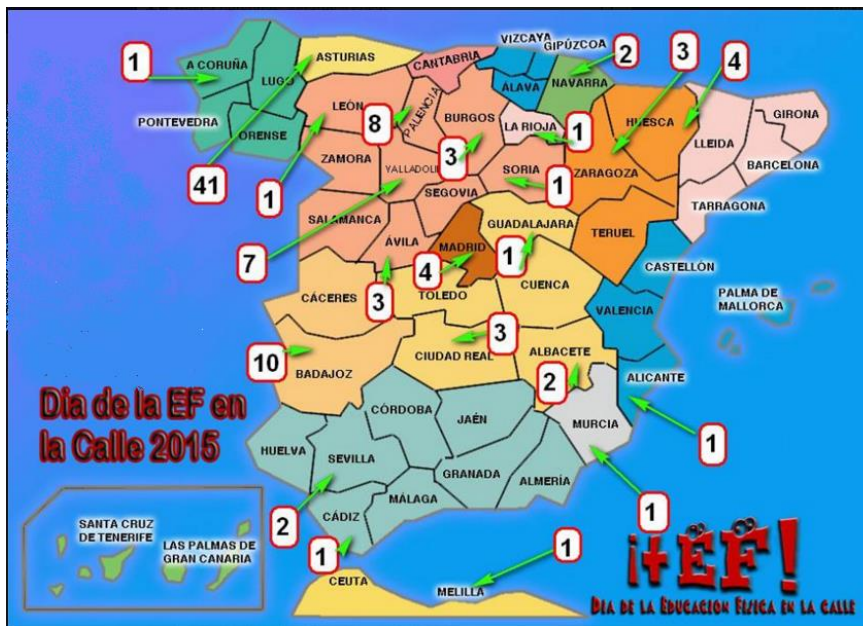 VIZCAYA
GIPÚZCOA
1
A CORUÑA
ASTURIAS
CANTABRIA
2
3
4
LUGO
ÁLAVA
NAVARRA
LEÓN
PALENCIA
BURGOS
HUESCA
GIRONA
PONTEVEDRA
8
LA RIOJA
1
LLEIDA
ORENSE
BARCELONA
ZAMORA
3
YALLADOLID
SORIA
ZARAGOZA
41
1
SEGOVIA
1
TARRAGONA
SALAMANCA
GUADALAJARA
TERUEL
ÁVILA
MADRID
7
4
1
CASTELLÓN
CÁCERES
3
TOLEDO
CUENCA
PALMA DE
MALLORCA
VALENCIA
3
10
CIUDAD REAL
ALBACETE
BADAJOZ
2
ALICANTE
Dia de la EF en
la Calle 2015
CÓRDOBA
JAÉN
MURCIA
HUELVA
SEVILLA
1
GRANADA
ALMERÍA
MÁLAGA
2
CÁDIZ
1
SANTA CRUZ
DE TENERIFE
LAS PALMAS DE
GRAN CANARIA
1
1
CEUTA
MELILLA
¡+EF!
DIA DE LA EDUCACIÓN FÍSICA EN LA CALLE